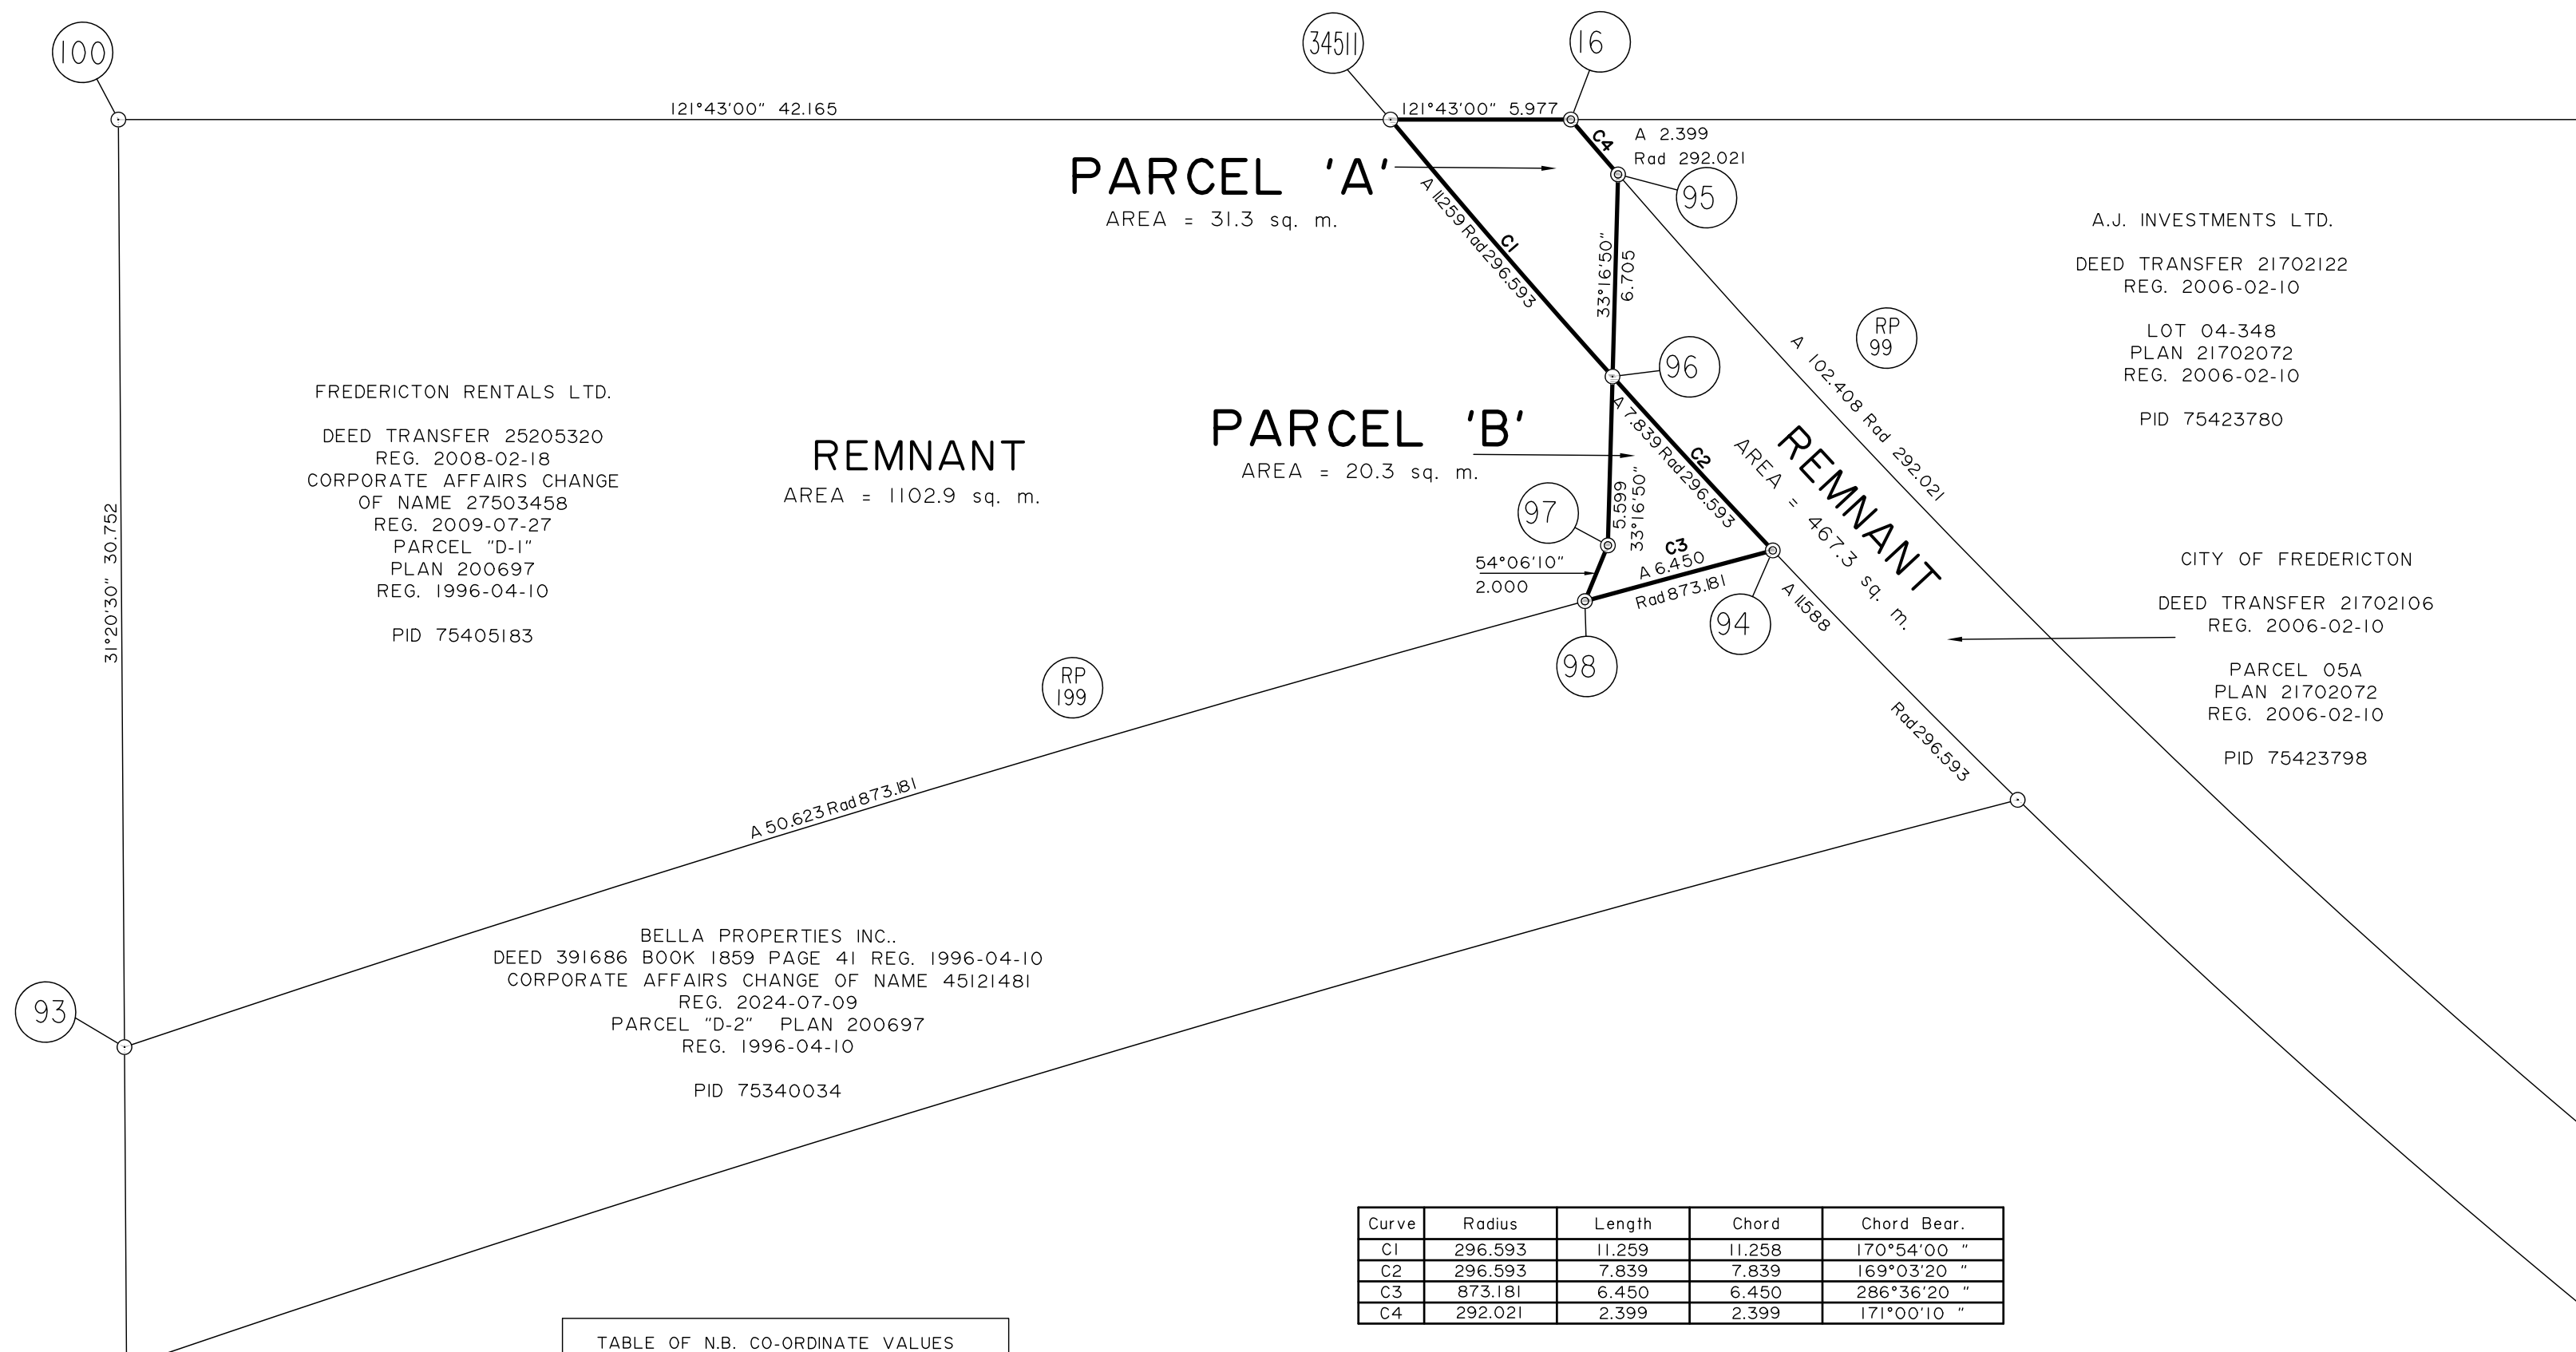 100
34511
16
121°43'00" 42.165
121°43'00" 5.977
C4
A 2.399
Rad 292.021
PARCEL 'A'
AREA = 31.3 sq. m.
95
A 11.259 Rad 296.593
C1
33°16'50"
6.705
A.J. INVESTMENTS LTD.
DEED TRANSFER 21702122
REG. 2006-02-10
LOT 04-348
PLAN 21702072
REG. 2006-02-10
PID 75423780
RP
99
A 102.408 Rad 292.021
96
FREDERICTON RENTALS LTD.
DEED TRANSFER 25205320
REG. 2008-02-18
CORPORATE AFFAIRS CHANGE
OF NAME 27503458
REG. 2009-07-27
PARCEL "D-1"
PLAN 200697
REG. 1996-04-10
PID 75405183
31°20'30" 30.752
REMNANT
AREA = 1102.9 sq. m.
PARCEL 'B'
AREA = 20.3 sq. m.
A 7.839 Rad 296.593
C2
REMNANT
AREA = 467.3 sq. m.
97
5.599
33°16'50"
54°06'10"
2.000
C3
A 6.450
Rad 873.181
94
98
A 11.588
Rad 296.593
CITY OF FREDERICTON
DEED TRANSFER 21702106
REG. 2006-02-10
PARCEL 05A
PLAN 21702072
REG. 2006-02-10
PID 75423798
RP
199
A 50.623 Rad 873.181
93
BELLA PROPERTIES INC..
DEED 391686 BOOK 1859 PAGE 41 REG. 1996-04-10
CORPORATE AFFAIRS CHANGE OF NAME 45121481
REG. 2024-07-09
PARCEL "D-2" PLAN 200697
REG. 1996-04-10
PID 75340034
Curve Radius Length Chord Chord Bear.
C1 296.593 11.259 11.258 170°54'00 "
C2 296.593 7.839 7.839 169°03'20 "
C3 873.181 6.450 6.450 286°36'20 "
C4 292.021 2.399 2.399 171°00'10 "
TABLE OF N.B. CO-ORDINATE VALUES